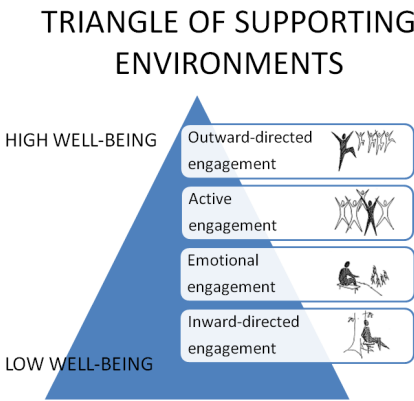 TRIANGLE OF SUPPORTING
ENVIRONMENTS
HIGH WELL-BEING
Outward-directed
engagement
Active
engagement
Emotional
engagement
Inward-directed
engagement
LOW WELL-BEING